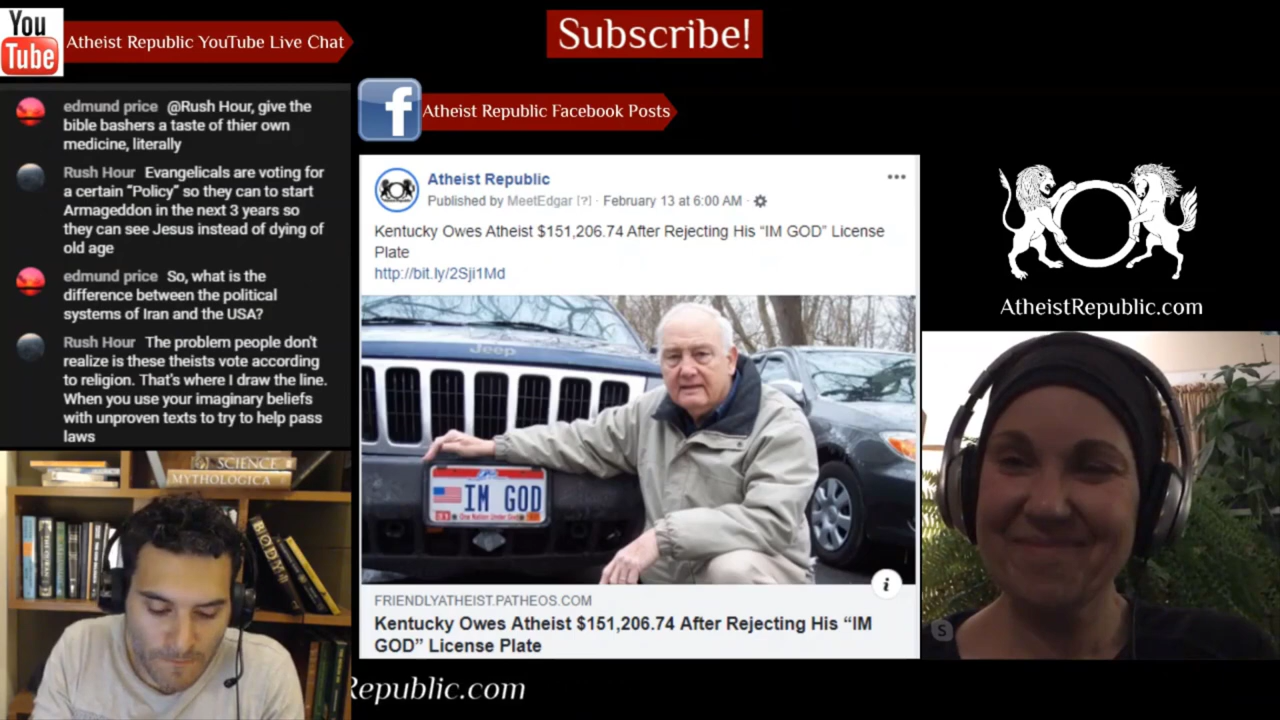 You
Tube
Atheist Republic YouTube Live Chat
Subscribe!
edmund price @Rush Hour, give the
bible bashers a taste of thier own
medicine, literally
Rush Hour Evangelicals are voting for
a certain “Policy” so they can to start
Armageddon in the next 3 years so
they can see Jesus instead of dying of
old age
edmund price So, what is the
difference between the political
systems of Iran and the USA?
Rush Hour The problem people don't
realize is these theists vote according
to religion. That's where I draw the line.
When you use your imaginary beliefs
with unproven texts to try to help pass
laws
SCIENCE
MYTHOLOGICA
f
Atheist Republic Facebook Posts
Atheist Republic
Published by MeetEdgar [?] · February 13 at 6:00 AM ·
Kentucky Owes Atheist $151,206.74 After Rejecting His “IM GOD” License
Plate
http://bit.ly/2Sji1Md
Jeep
IM GOD
One Nation Under God
i
FRIENDLYATHEIST.PATHEOS.COM
Kentucky Owes Atheist $151,206.74 After Rejecting His “IM
GOD” License Plate
Republic.com
AtheistRepublic.com
S